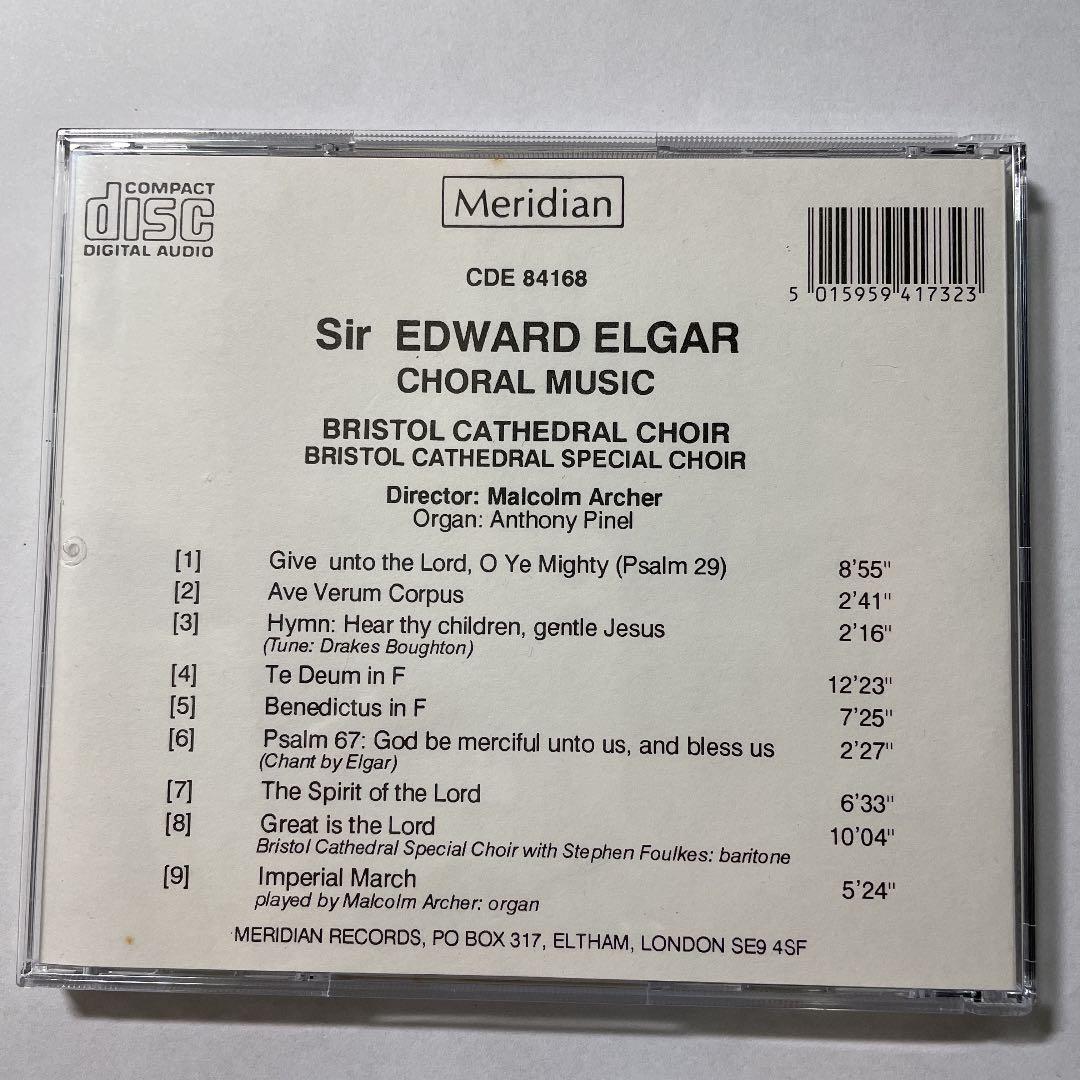 COMPACT
disc
DIGITAL AUDIO
Meridian
5 015959 417323
CDE 84168
Sir EDWARD ELGAR
CHORAL MUSIC
BRISTOL CATHEDRAL CHOIR
BRISTOL CATHEDRAL SPECIAL CHOIR
Director: Malcolm Archer
Organ: Anthony Pinel
[1] Give unto the Lord, O Ye Mighty (Psalm 29) 8'55"
[2] Ave Verum Corpus 2'41"
[3] Hymn: Hear thy children, gentle Jesus 2'16"
(Tune: Drakes Boughton)
[4] Te Deum in F 12'23"
[5] Benedictus in F 7'25"
[6] Psalm 67: God be merciful unto us, and bless us 2'27"
(Chant by Elgar)
[7] The Spirit of the Lord 6'33"
[8] Great is the Lord 10'04"
Bristol Cathedral Special Choir with Stephen Foulkes: baritone
[9] Imperial March 5'24"
played by Malcolm Archer: organ
MERIDIAN RECORDS, PO BOX 317, ELTHAM, LONDON SE9 4SF